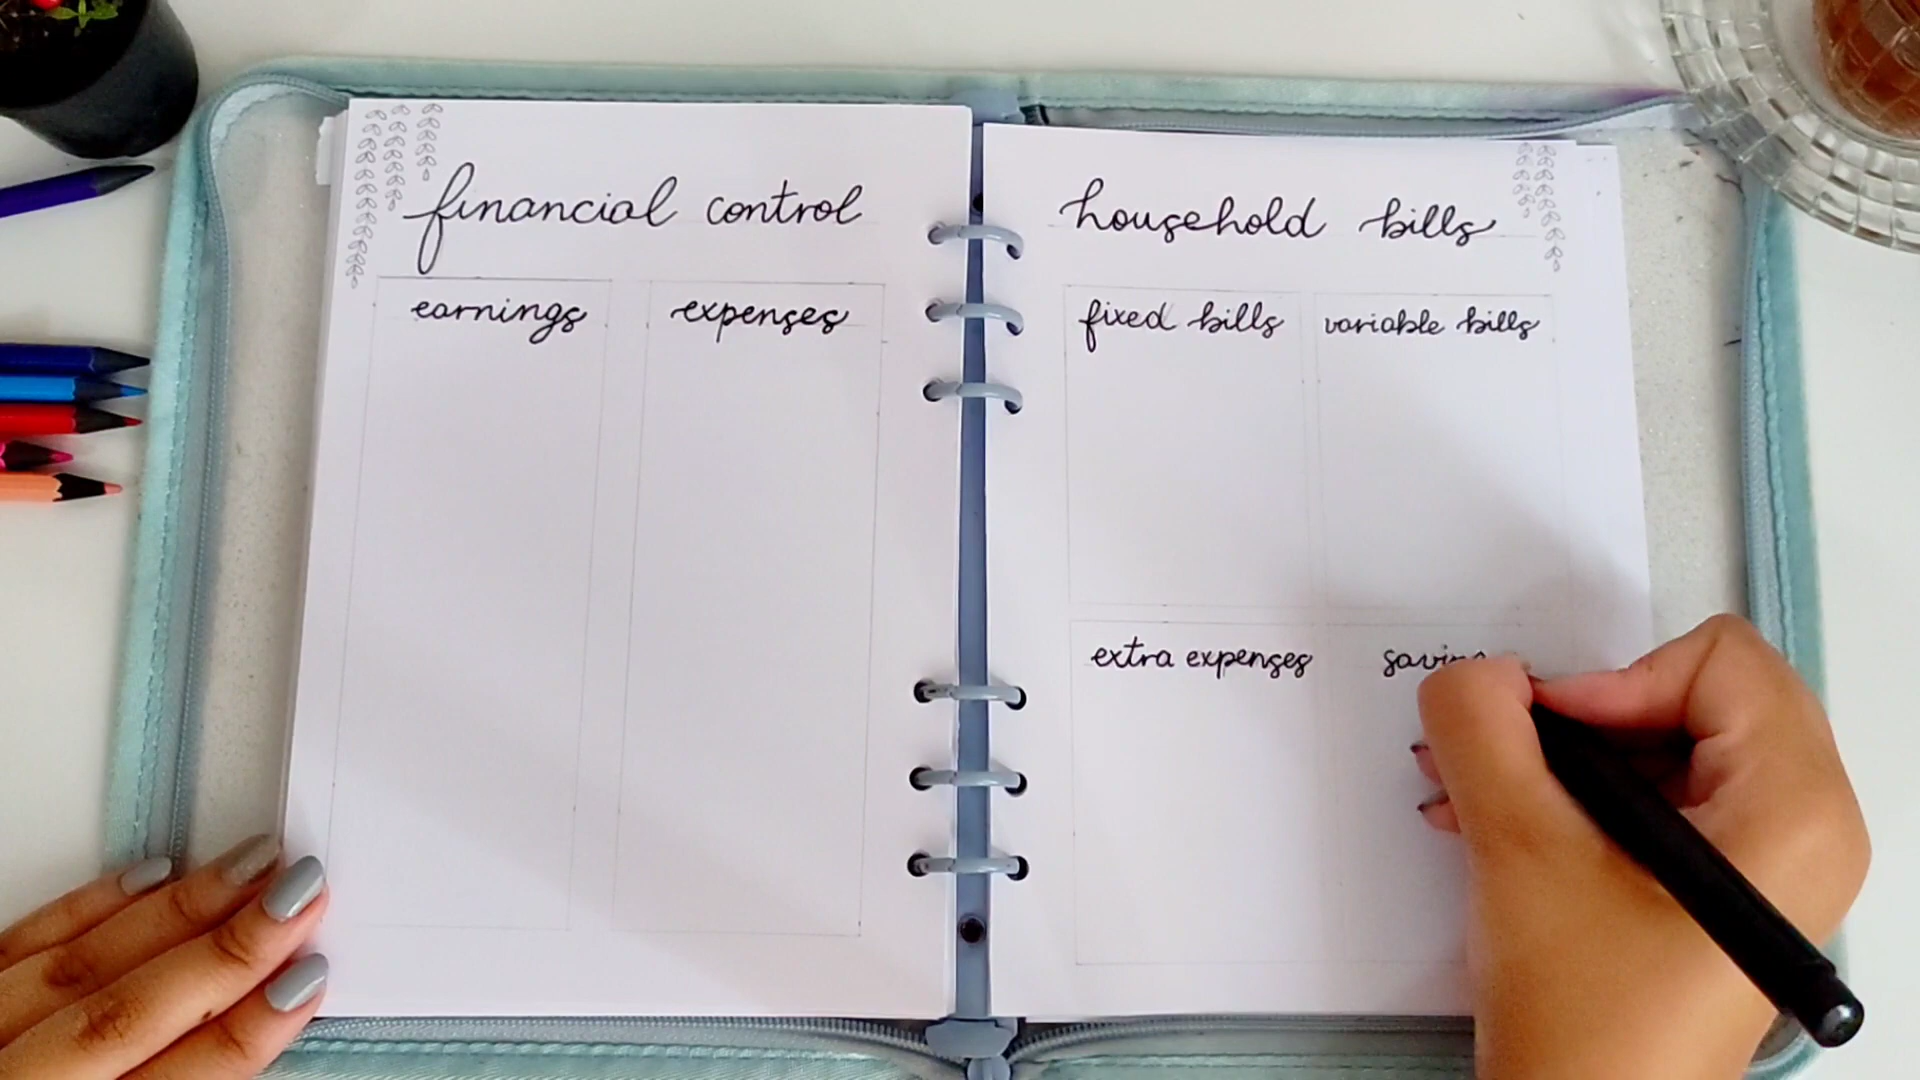 financial control
earnings expenses
household bills
fixed bills variable bills
extra expenses